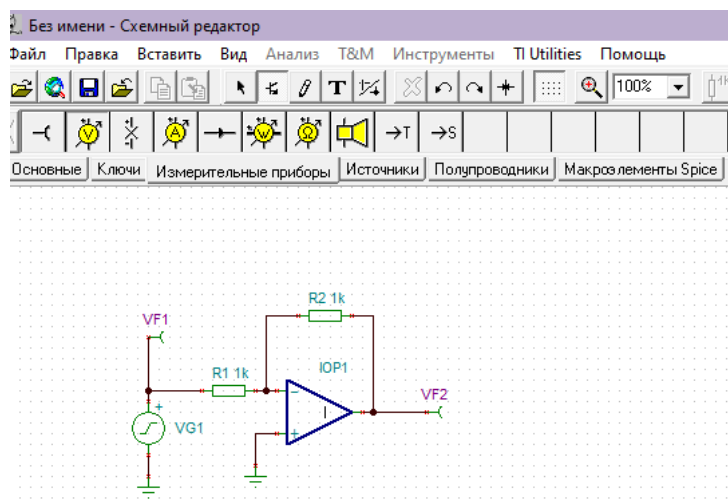 Без имени - Схемный редактор
Файл Правка Вставить Вид Анализ T&M Инструменты TI Utilities Помощь
T 100%
V A W Ω →T →S
Основные Ключи Измерительные приборы Источники Полупроводники Макроэлементы Spice
R2 1k
VF1
R1 1k IOP1
VF2
VG1